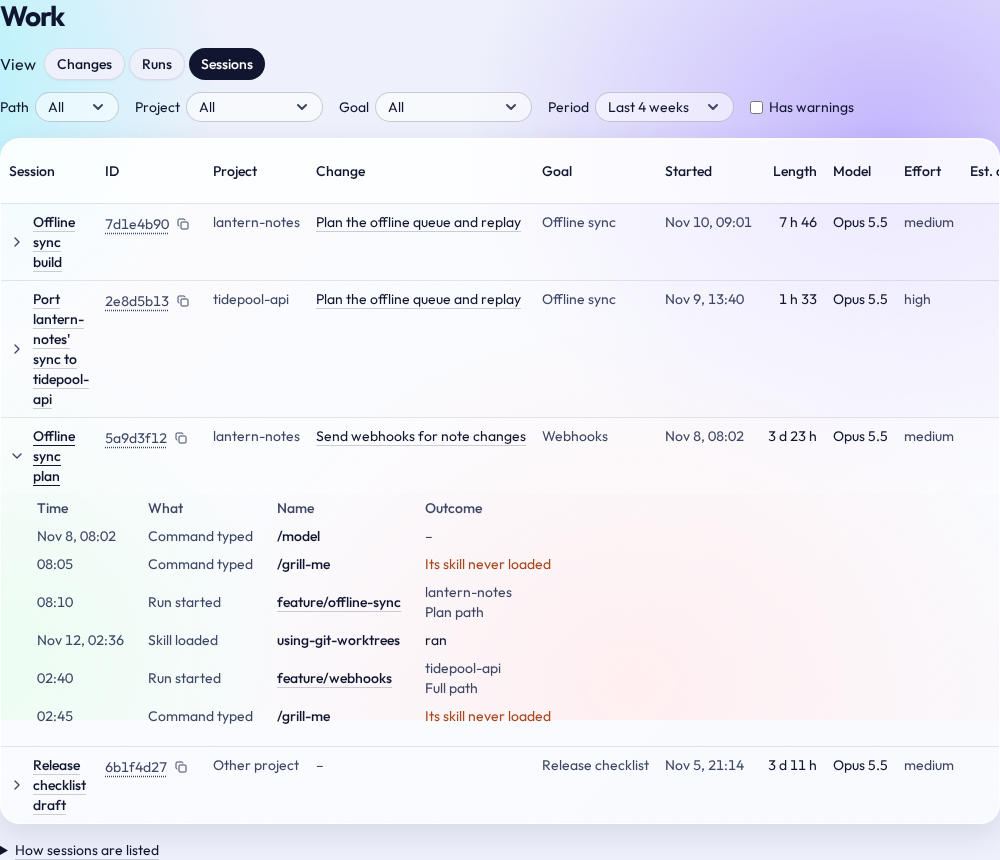 Work
View Changes Runs Sessions
Path All Project All Goal All Period Last 4 weeks Has warnings
Session ID Project Change Goal Started Length Model Effort Est.
Offline 7d1e4b90 lantern-notes Plan the offline queue and replay Offline sync Nov 10, 09:01 7 h 46 Opus 5.5 medium
sync
build
Port 2e8d5b13 tidepool-api Plan the offline queue and replay Offline sync Nov 9, 13:40 1 h 33 Opus 5.5 high
lantern-
notes'
sync to
tidepool-
api
Offline 5a9d3f12 lantern-notes Send webhooks for note changes Webhooks Nov 8, 08:02 3 d 23 h Opus 5.5 medium
sync
plan
Time What Name Outcome
Nov 8, 08:02 Command typed /model –
08:05 Command typed /grill-me Its skill never loaded
lantern-notes
08:10 Run started feature/offline-sync
Plan path
Nov 12, 02:36 Skill loaded using-git-worktrees ran
tidepool-api
02:40 Run started feature/webhooks
Full path
02:45 Command typed /grill-me Its skill never loaded
Release 6b1f4d27 Other project – Release checklist Nov 5, 21:14 3 d 11 h Opus 5.5 medium
checklist
draft
How sessions are listed